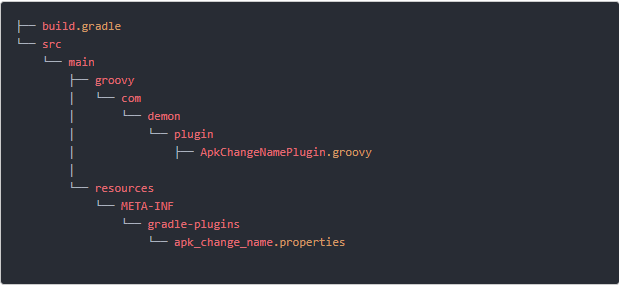 ├── build.gradle
└── src
    └── main
        ├── groovy
        │   └── com
        │       └── demon
        │           └── plugin
        │               ├── ApkChangeNamePlugin.groovy
        │
        └── resources
            └── META-INF
                └── gradle-plugins
                    └── apk_change_name.properties